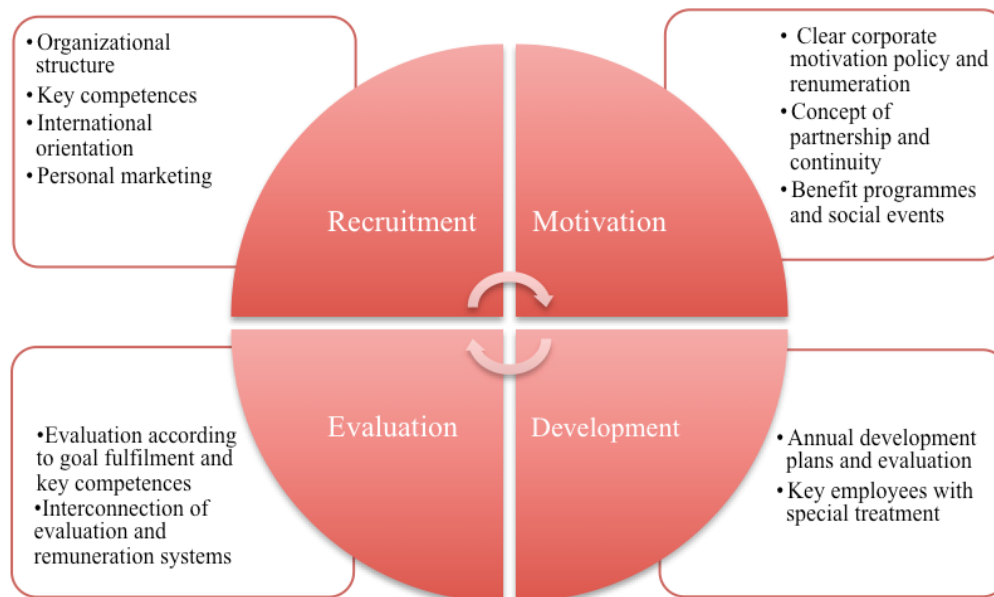 • Organizational
structure
• Key competences
• International
orientation
• Personal marketing
• Clear corporate
motivation policy and
renumeration
• Concept of
partnership and
continuity
• Benefit programmes
and social events
Recruitment
Motivation
Evaluation
Development
•Evaluation according
to goal fulfilment and
key competences
•Interconnection of
evaluation and
remuneration systems
• Annual development
plans and evaluation
• Key employees with
special treatment